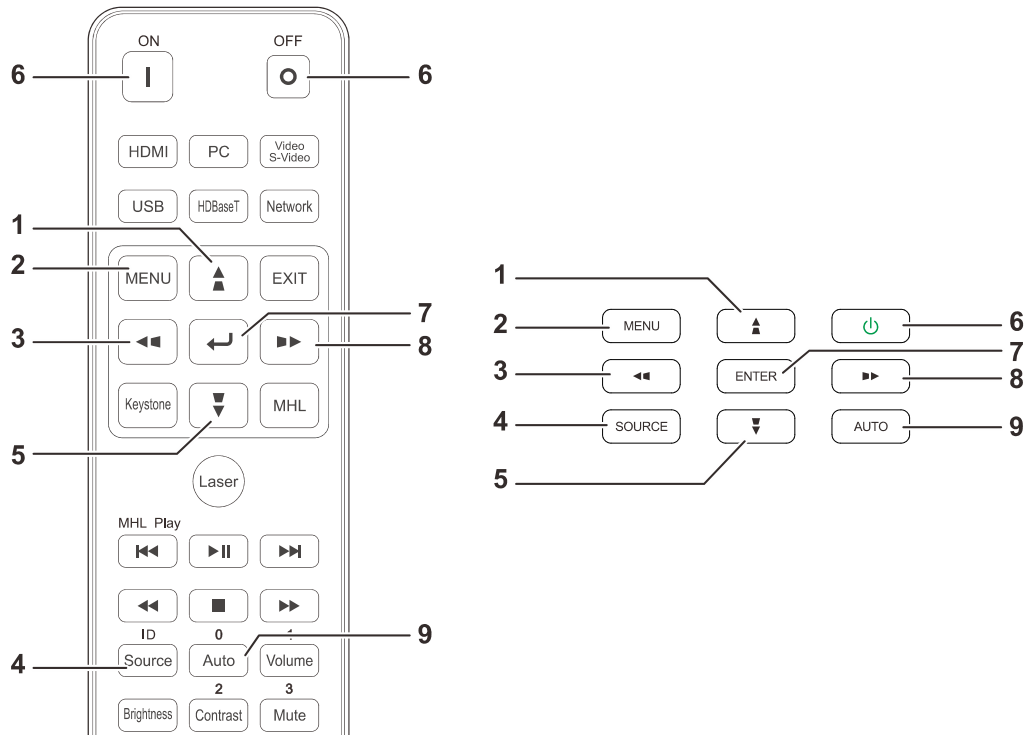 ON OFF
6 6
HDMI PC Video S-Video
USB HDBaseT Network
1
2 MENU EXIT
3 7
8
Keystone MHL
5
Laser
MHL Play
ID 0 9
4 Source Auto Volume
2 3
Brightness Contrast Mute
1
2 MENU 6
7
3 ENTER 8
4 SOURCE AUTO 9
5